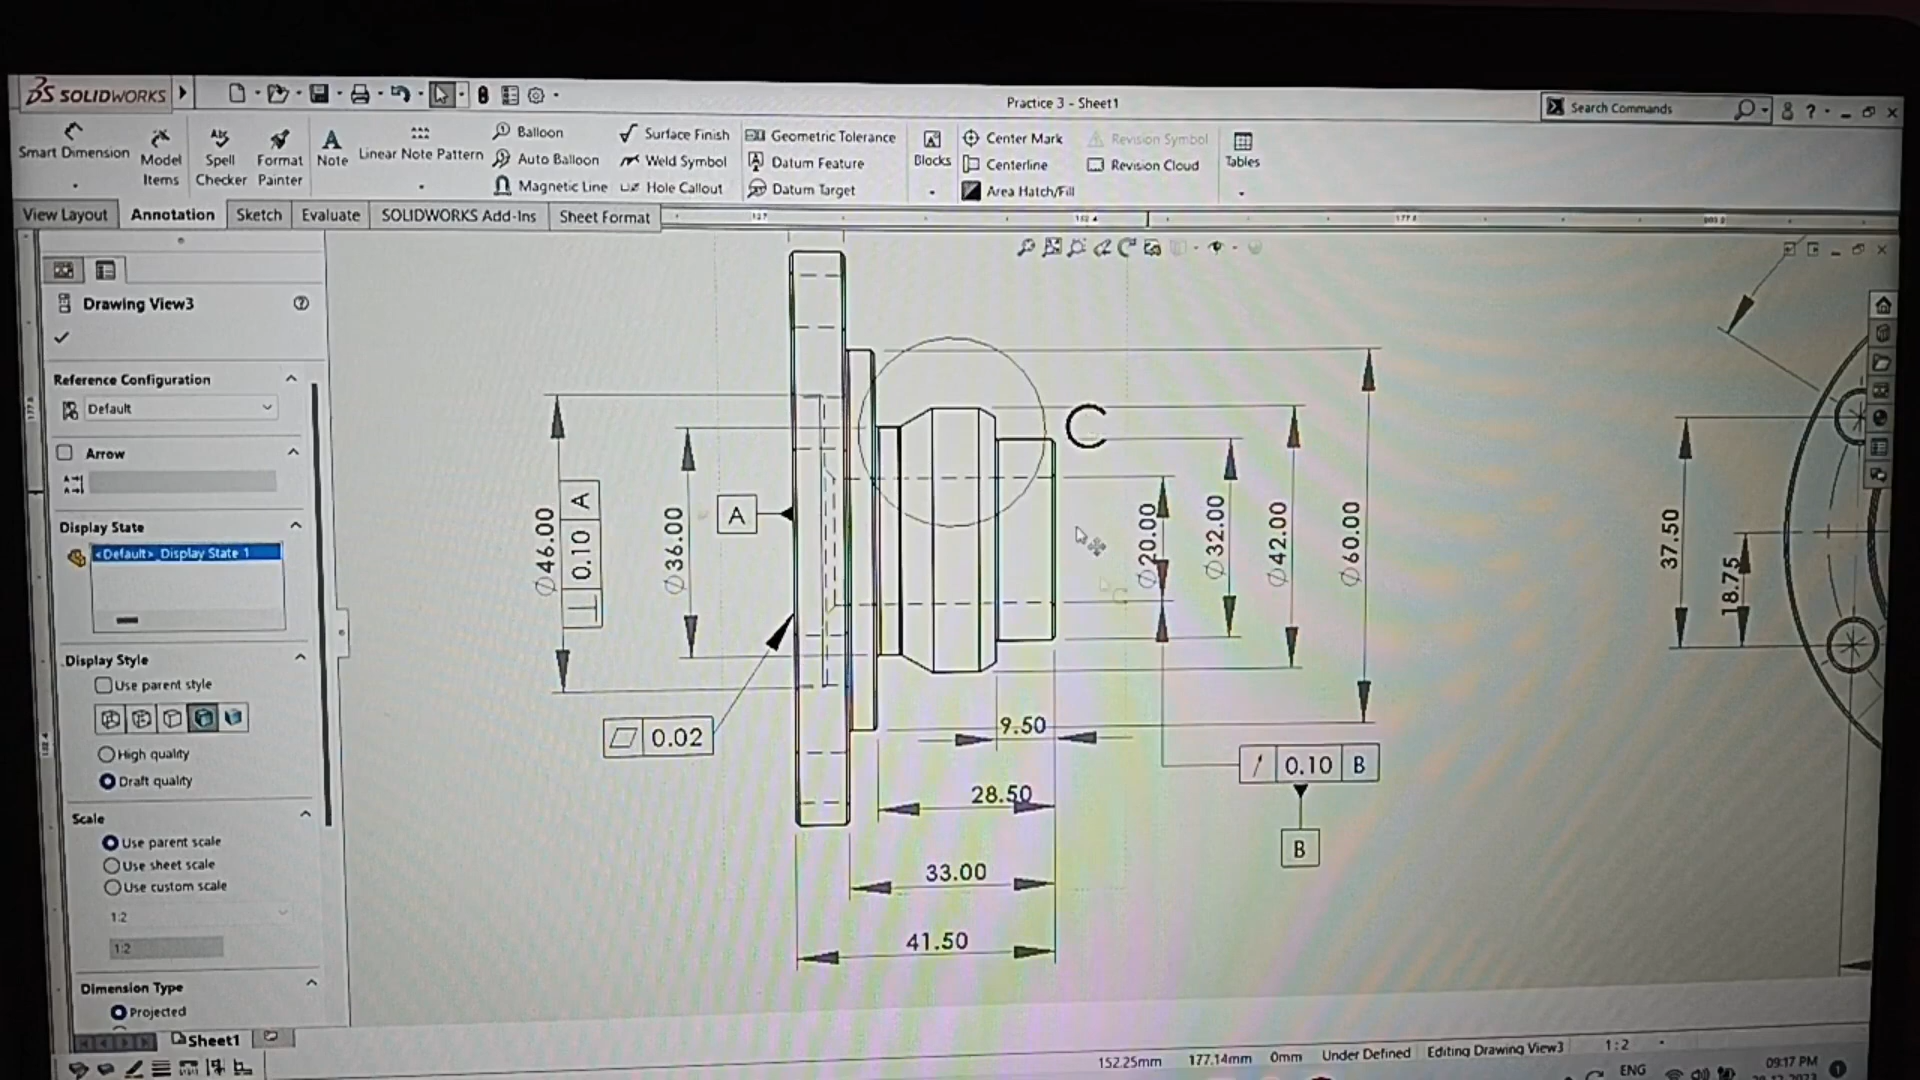 SOLIDWORKS
Practice 3 - Sheet1
Search Commands
?
Smart Dimension
Model Items
Spell Checker
Format Painter
Note
Linear Note Pattern
Balloon
Auto Balloon
Magnetic Line
Surface Finish
Weld Symbol
Hole Callout
Geometric Tolerance
Datum Feature
Datum Target
Blocks
Center Mark
Centerline
Area Hatch/Fill
Revision Symbol
Revision Cloud
Tables
View Layout
Annotation
Sketch
Evaluate
SOLIDWORKS Add-Ins
Sheet Format
Drawing View3
Reference Configuration
Default
Arrow
Display State
<Default>_Display State 1
Display Style
Use parent style
High quality
Draft quality
Scale
Use parent scale
Use sheet scale
Use custom scale
1:2
1:2
Dimension Type
Projected
Sheet1
∅46.00
⊥ 0.10 A
∅36.00
A
C
∅20.00
∅32.00
∅42.00
∅60.00
37.50
18.75
0.02
9.50
0.10 B
B
28.50
33.00
41.50
152.25mm 177.14mm 0mm Under Defined Editing Drawing View3 1:2
ENG
09:17 PM